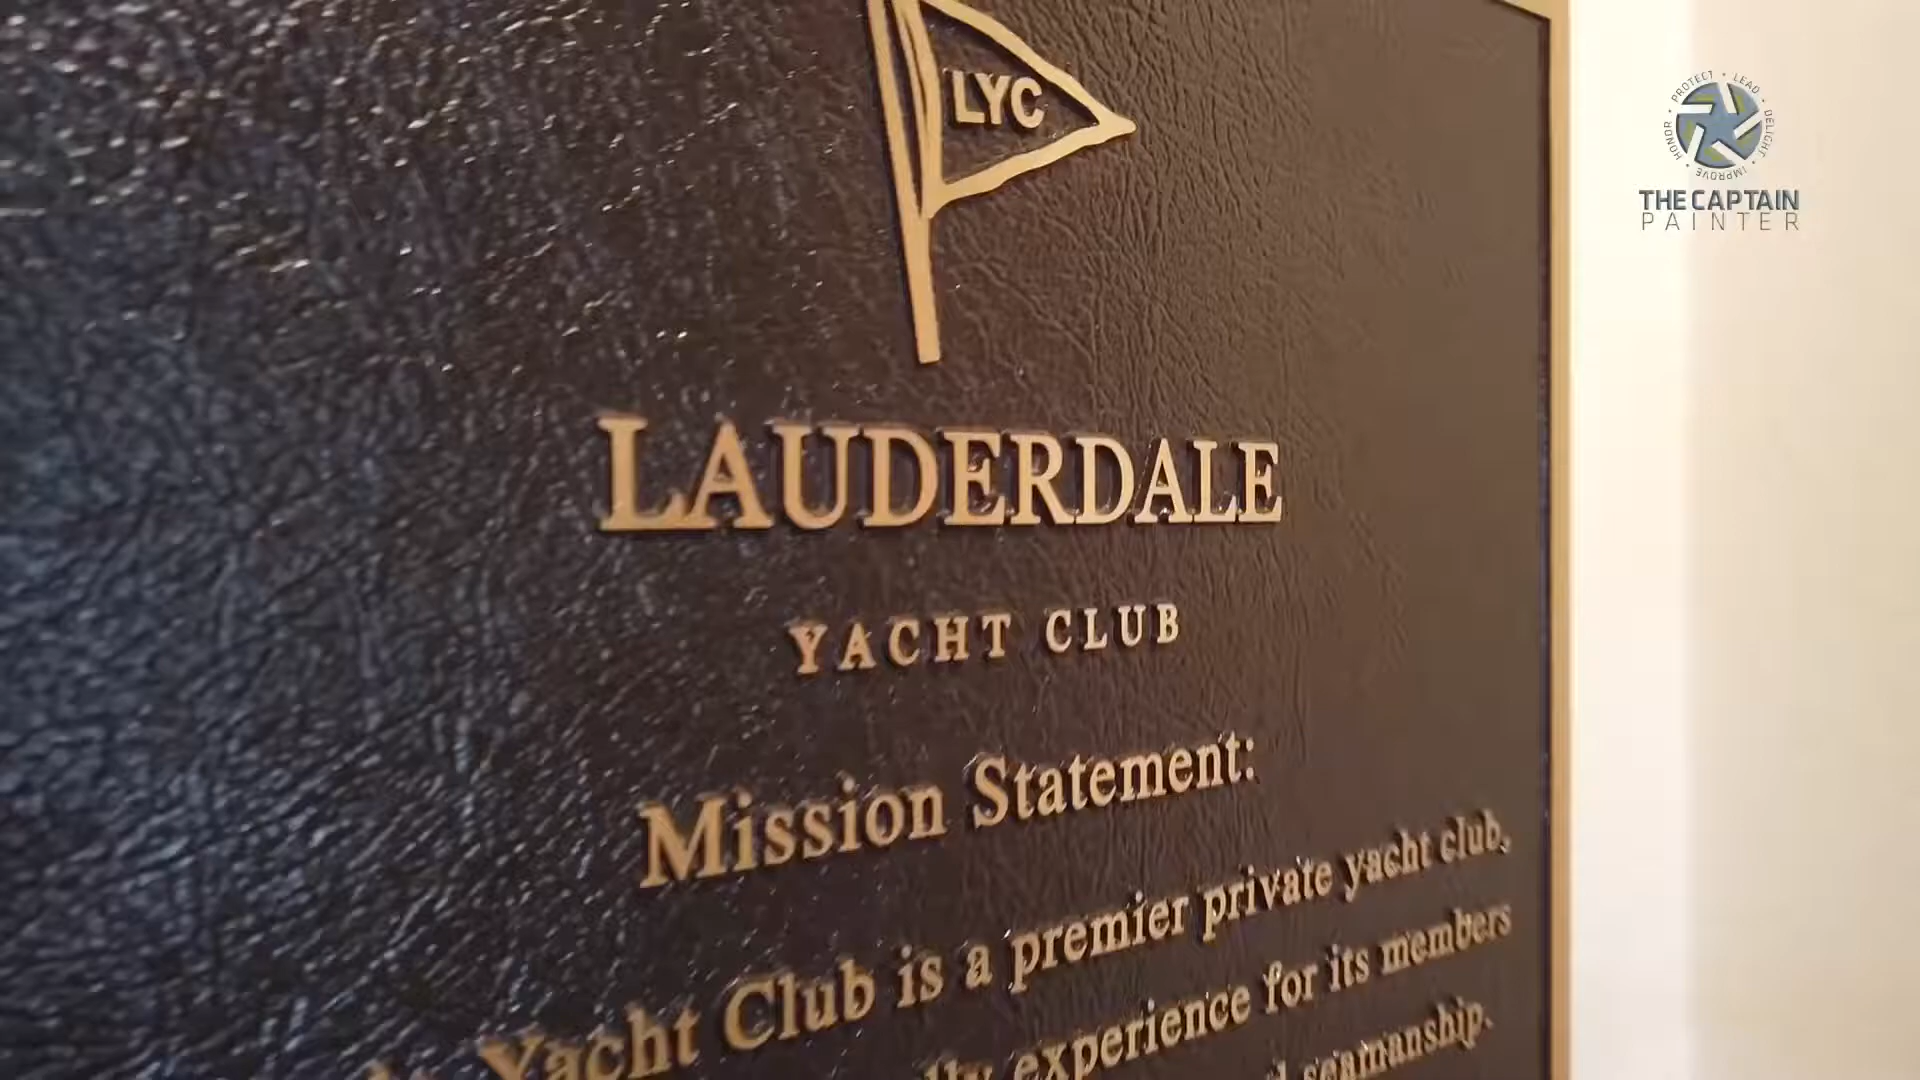 LYC
LAUDERDALE
YACHT CLUB
Mission Statement:
Yacht Club is a premier private yacht club,
experience for its members
seamanship.
PROTECT • LEAD • DELIGHT • IMPROVE • HONOR •
THE CAPTAIN
PAINTER